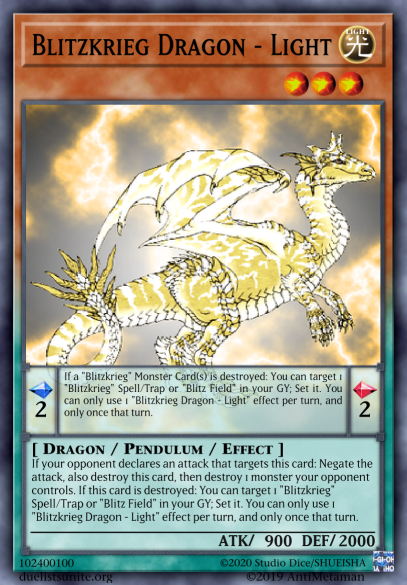 Blitzkrieg Dragon - Light
LIGHT
光
If a "Blitzkrieg" Monster Card(s) is destroyed: You can target 1
"Blitzkrieg" Spell/Trap or "Blitz Field" in your GY; Set it. You
can only use 1 "Blitzkrieg Dragon - Light" effect per turn, and
only once that turn.
2
2
[ Dragon / Pendulum / Effect ]
If your opponent declares an attack that targets this card: Negate the
attack, also destroy this card, then destroy 1 monster your opponent
controls. If this card is destroyed: You can target 1 "Blitzkrieg"
Spell/Trap or "Blitz Field" in your GY; Set it. You can only use 1
"Blitzkrieg Dragon - Light" effect per turn, and only once that turn.
ATK/ 900 DEF/ 2000
102400100
©2020 Studio Dice/SHUEISHA
duelistsunite.org
©2019 AntiMetaman